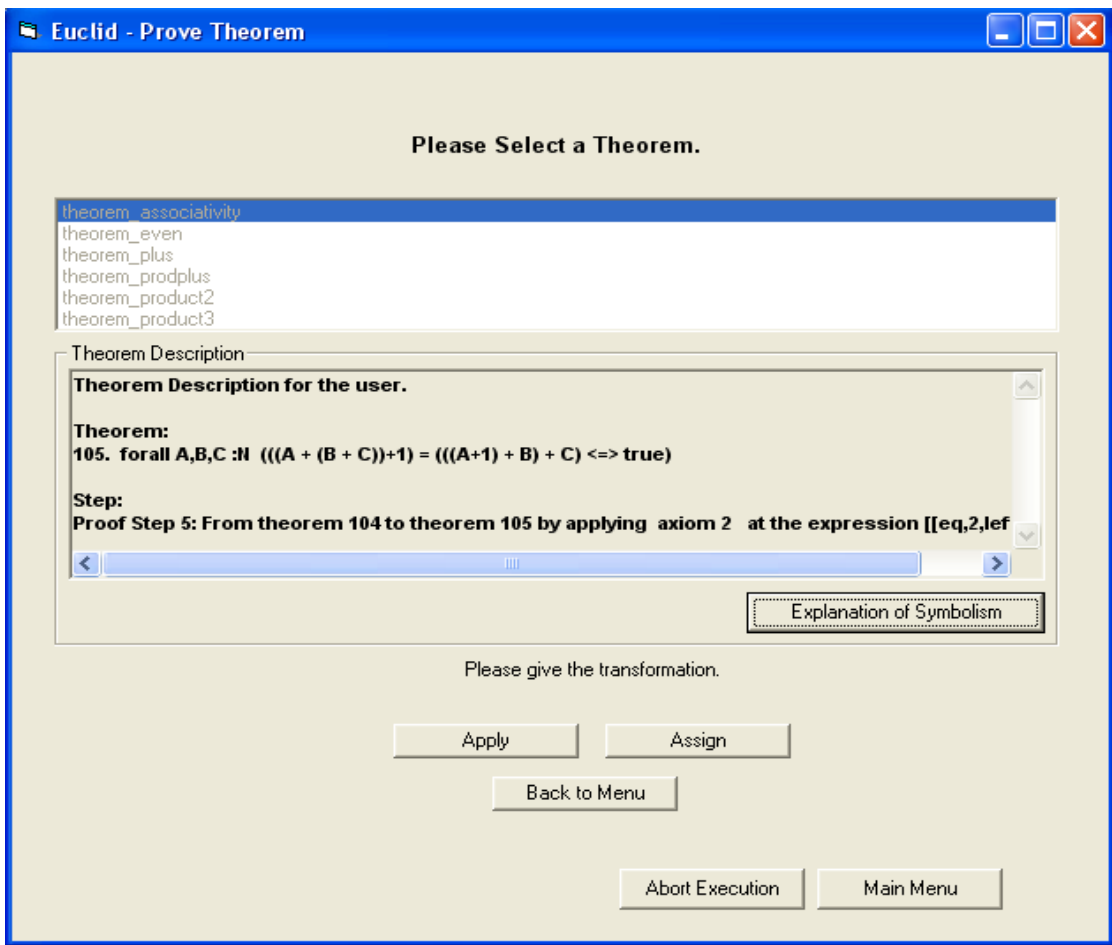 Euclid - Prove Theorem
Please Select a Theorem.
theorem_associativity
theorem_even
theorem_plus
theorem_prodplus
theorem_product2
theorem_product3
Theorem Description
Theorem Description for the user.
Theorem:
105.  forall A,B,C :N  (((A + (B + C))+1) = (((A+1) + B) + C) <=> true)
Step:
Proof Step 5: From theorem 104 to theorem 105 by applying  axiom 2   at the expression [[eq,2,lef
Explanation of Symbolism
Please give the transformation.
Apply Assign
Back to Menu
Abort Execution Main Menu